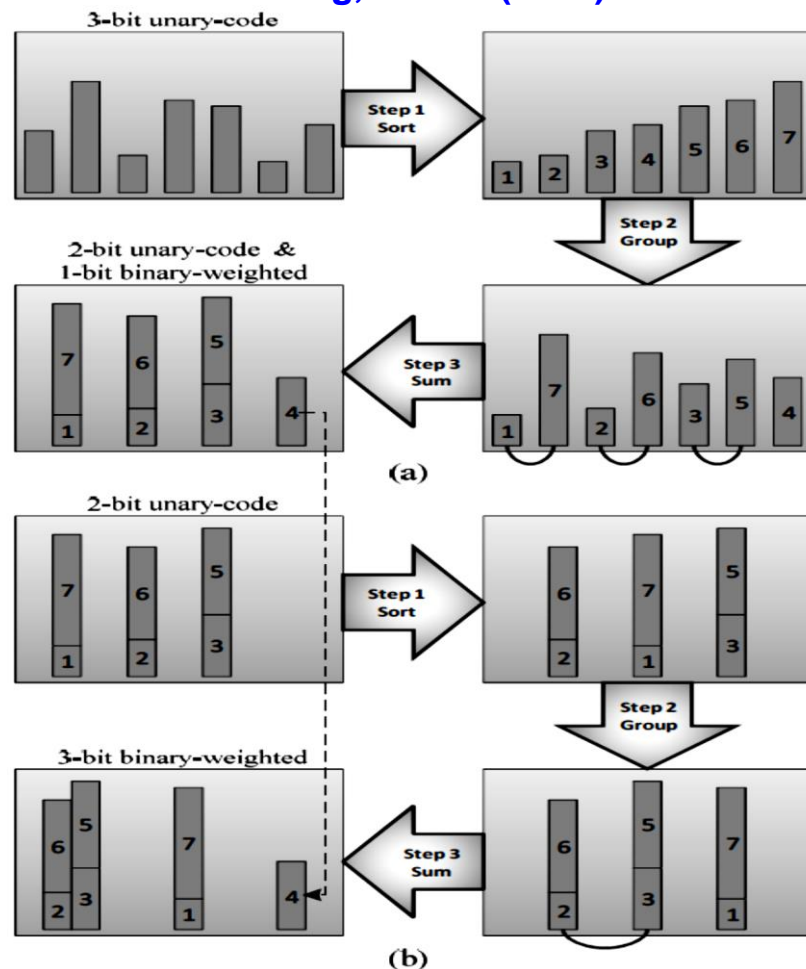 3-bit unary-code
Step 1
Sort
1 2 3 4 5 6 7
Step 2
Group
2-bit unary-code &
1-bit binary-weighted
7 6 5
1 2 3 4
Step 3
Sum
7 6 5
1 2 3 4
(a)
2-bit unary-code
7 6 5
1 2 3
Step 1
Sort
6 7 5
2 1 3
Step 2
Group
3-bit binary-weighted
6 5 7
2 3 1 4
Step 3
Sum
6 5 7
2 3 1
(b)